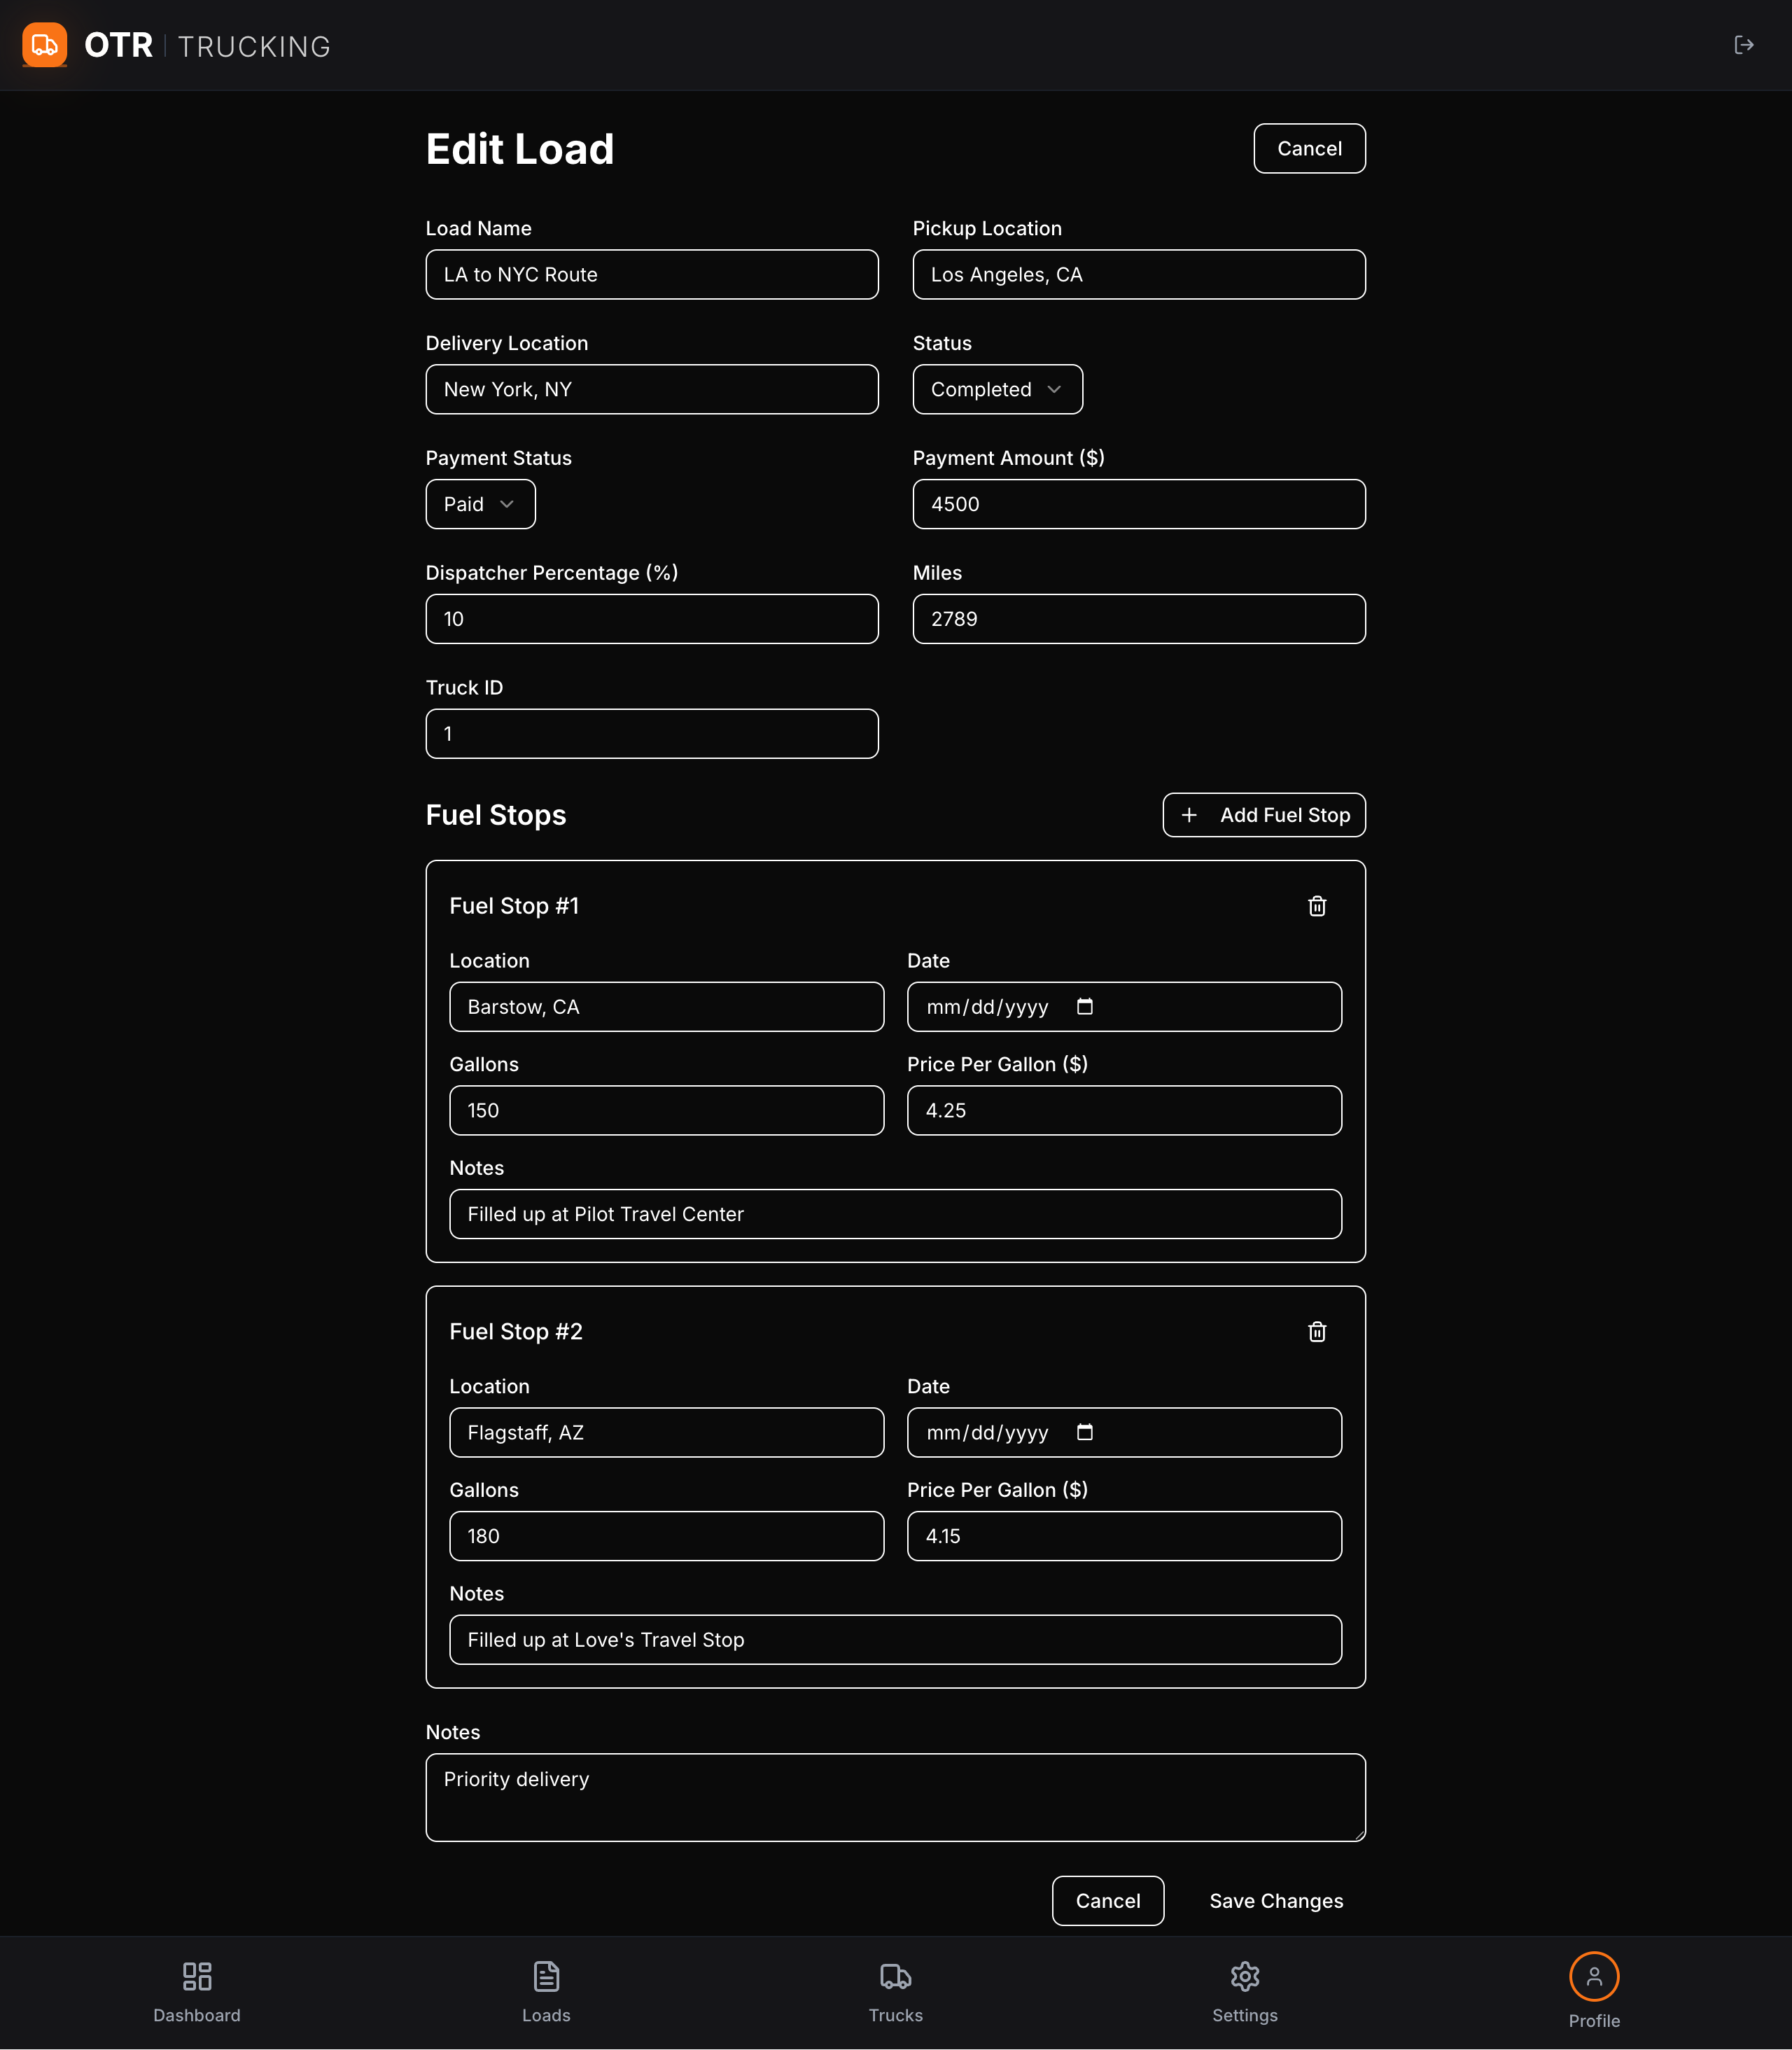 OTR TRUCKING
Edit Load
Cancel
Load Name
Pickup Location
LA to NYC Route
Los Angeles, CA
Delivery Location
Status
New York, NY
Completed
Payment Status
Payment Amount ($)
Paid
4500
Dispatcher Percentage (%)
Miles
10
2789
Truck ID
1
Fuel Stops
Add Fuel Stop
Fuel Stop #1
Location
Date
Barstow, CA
mm/dd/yyyy
Gallons
Price Per Gallon ($)
150
4.25
Notes
Filled up at Pilot Travel Center
Fuel Stop #2
Location
Date
Flagstaff, AZ
mm/dd/yyyy
Gallons
Price Per Gallon ($)
180
4.15
Notes
Filled up at Love's Travel Stop
Notes
Priority delivery
Cancel
Save Changes
Dashboard
Loads
Trucks
Settings
Profile